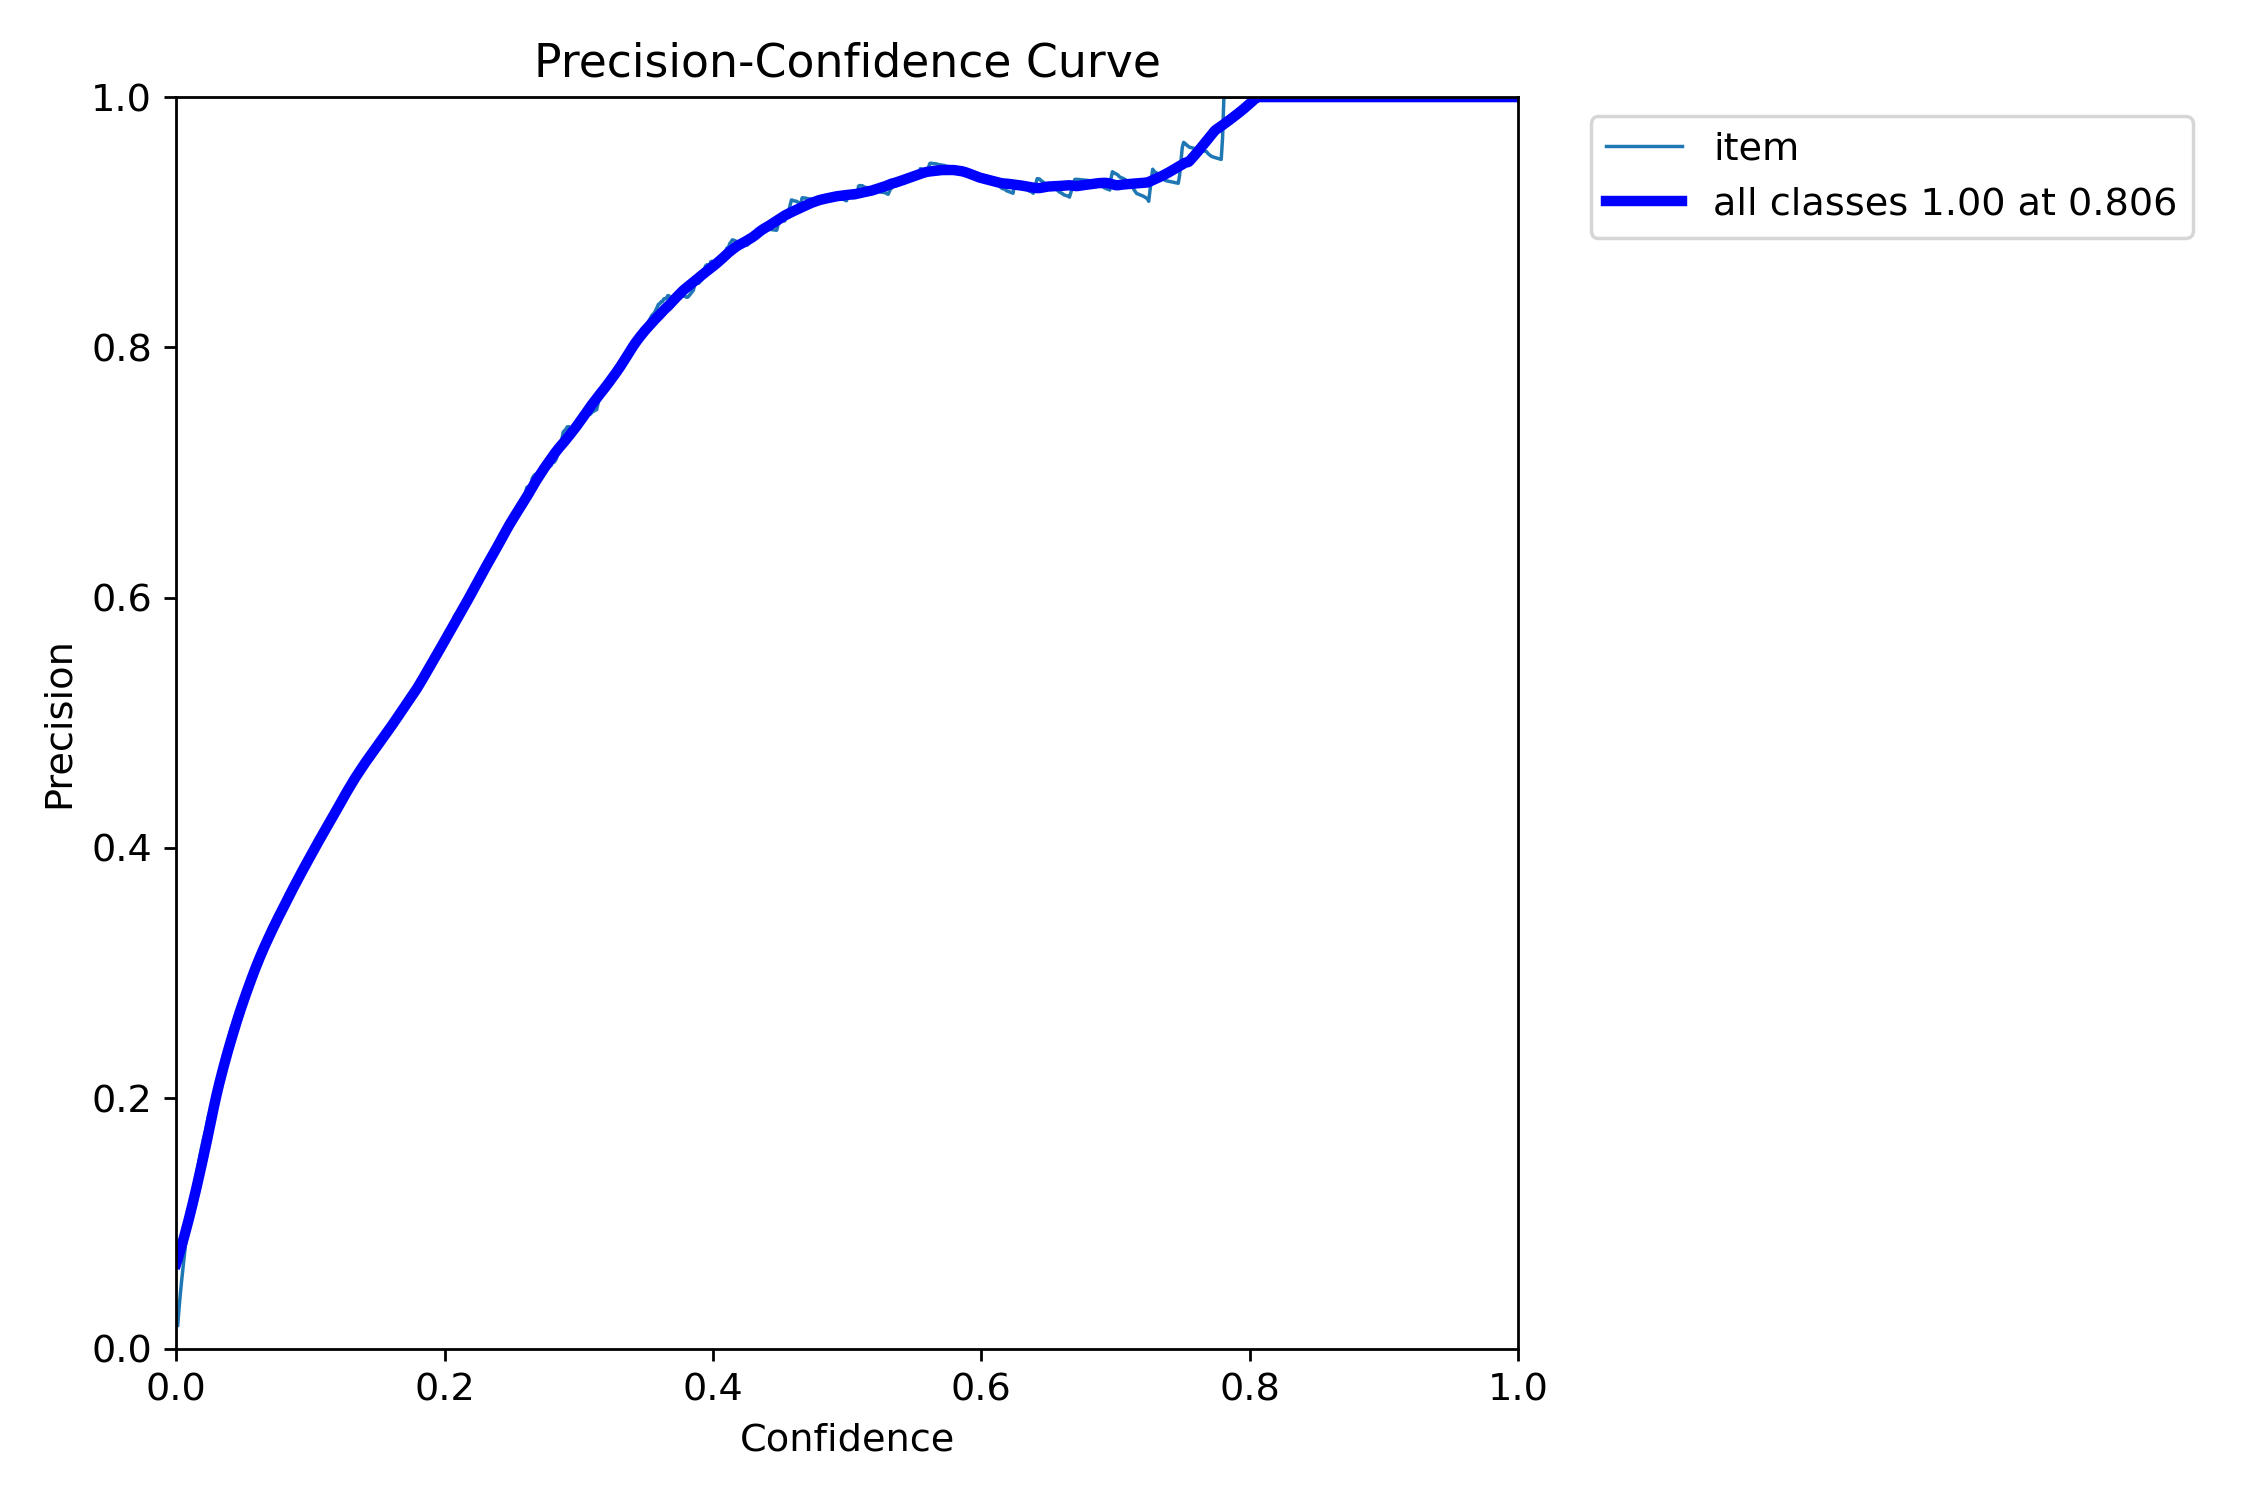 Precision-Confidence Curve
1.0
0.8
0.6
0.4
0.2
0.0
Precision
0.0 0.2 0.4 0.6 0.8 1.0
Confidence
item
all classes 1.00 at 0.806